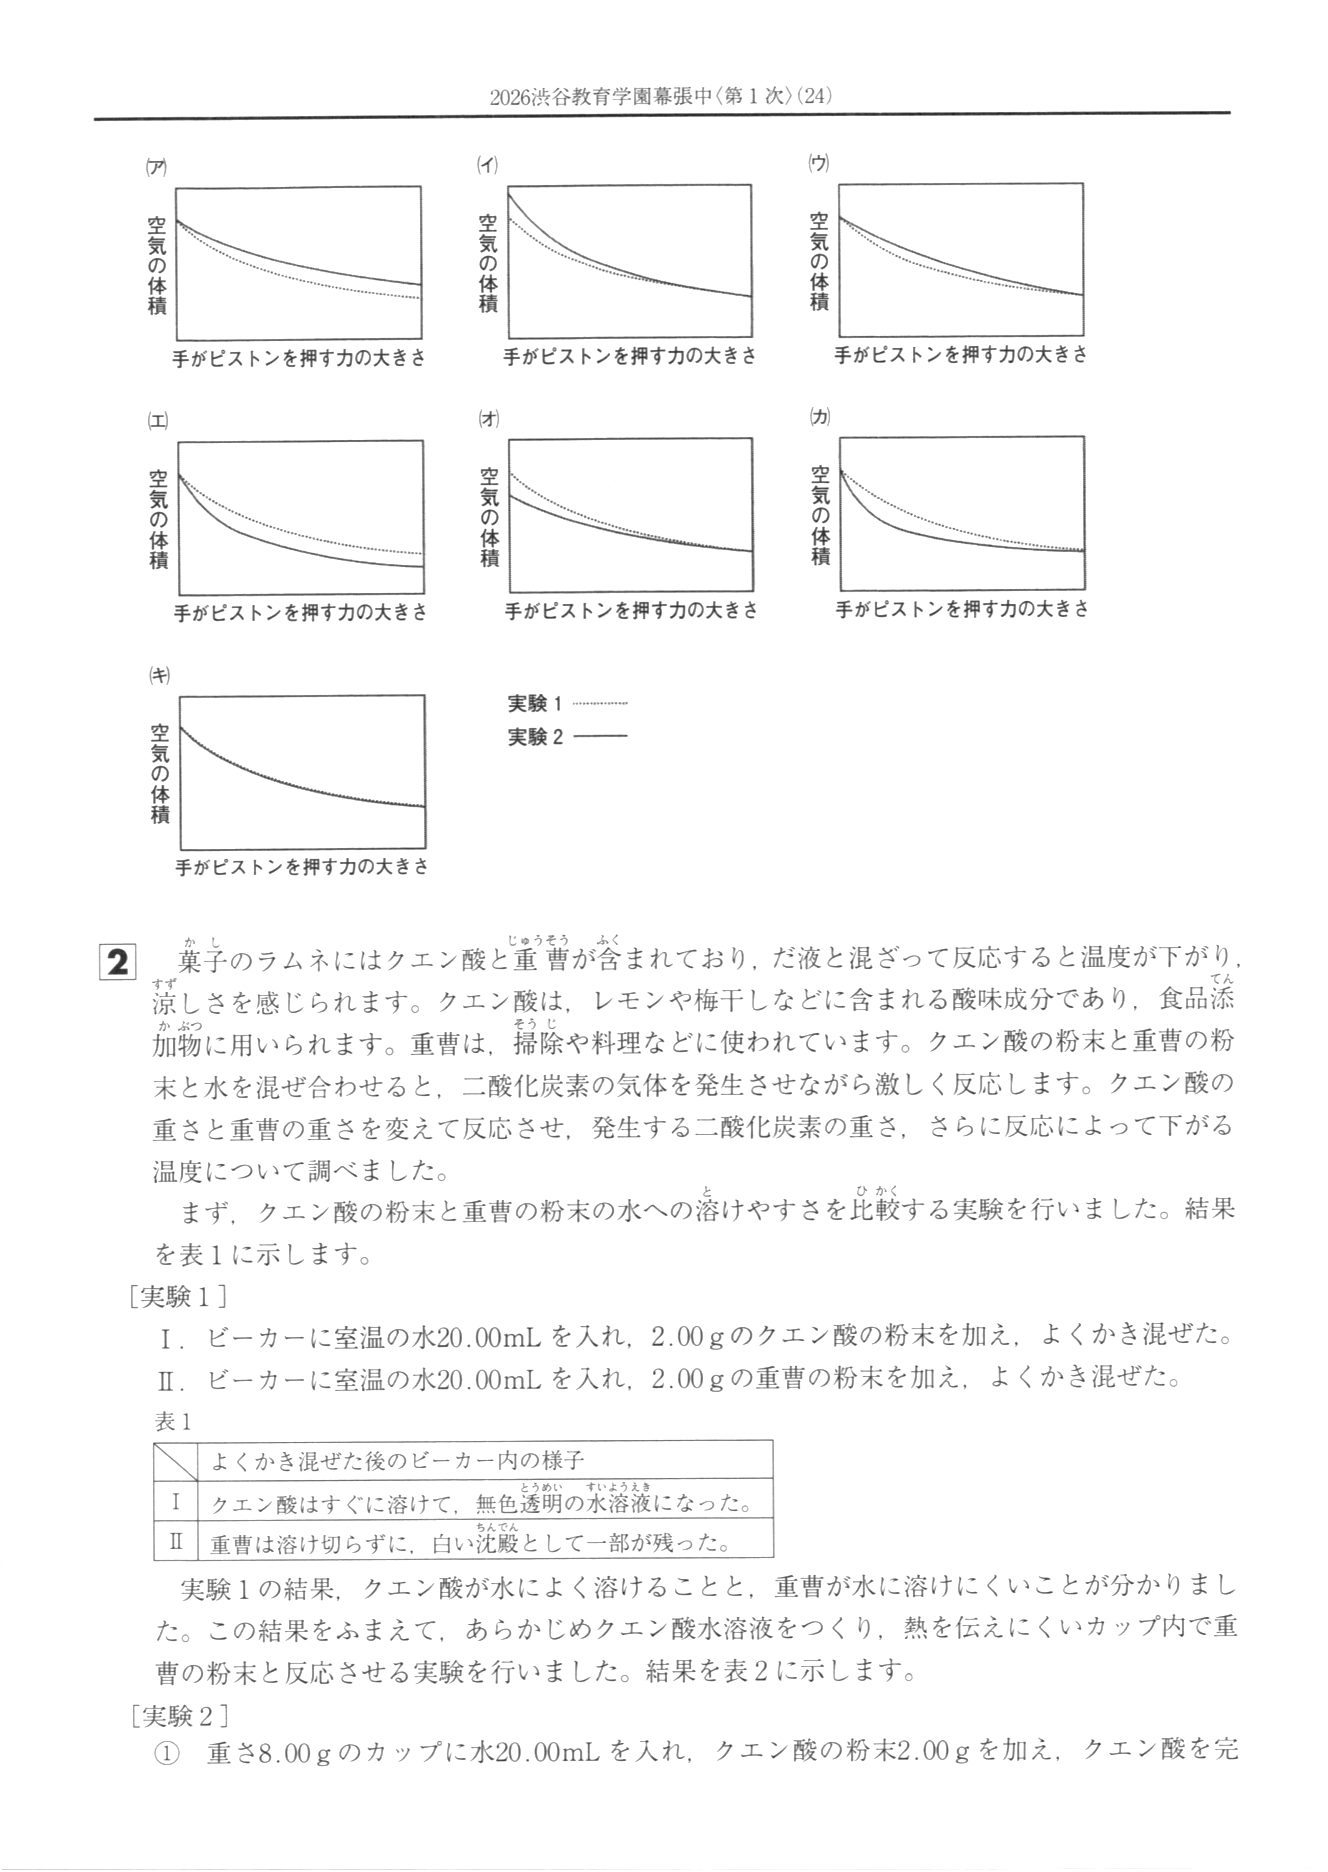 2026渋谷教育学園幕張中〈第1次〉(24)
(ア) (イ) (ウ)
空気の体積 空気の体積 空気の体積
手がピストンを押す力の大きさ 手がピストンを押す力の大きさ 手がピストンを押す力の大きさ
(エ) (オ) (カ)
空気の体積 空気の体積 空気の体積
手がピストンを押す力の大きさ 手がピストンを押す力の大きさ 手がピストンを押す力の大きさ
(キ)
空気の体積
手がピストンを押す力の大きさ
実験1
実験2
2 菓子のラムネにはクエン酸と重曹が含まれており，だ液と混ざって反応すると温度が下がり，
涼しさを感じられます。クエン酸は，レモンや梅干しなどに含まれる酸味成分であり，食品添
加物に用いられます。重曹は，掃除や料理などに使われています。クエン酸の粉末と重曹の粉
末と水を混ぜ合わせると，二酸化炭素の気体を発生させながら激しく反応します。クエン酸の
重さと重曹の重さを変えて反応させ，発生する二酸化炭素の重さ，さらに反応によって下がる
温度について調べました。
まず，クエン酸の粉末と重曹の粉末の水への溶けやすさを比較する実験を行いました。結果
を表1に示します。
[実験1]
Ⅰ．ビーカーに室温の水20.00mLを入れ，2.00gのクエン酸の粉末を加え，よくかき混ぜた。
Ⅱ．ビーカーに室温の水20.00mLを入れ，2.00gの重曹の粉末を加え，よくかき混ぜた。
表1
よくかき混ぜた後のビーカー内の様子
Ⅰ クエン酸はすぐに溶けて，無色透明の水溶液になった。
Ⅱ 重曹は溶け切らずに，白い沈殿として一部が残った。
実験1の結果，クエン酸が水によく溶けることと，重曹が水に溶けにくいことが分かりまし
た。この結果をふまえて，あらかじめクエン酸水溶液をつくり，熱を伝えにくいカップ内で重
曹の粉末と反応させる実験を行いました。結果を表2に示します。
[実験2]
① 重さ8.00gのカップに水20.00mLを入れ，クエン酸の粉末2.00gを加え，クエン酸を完